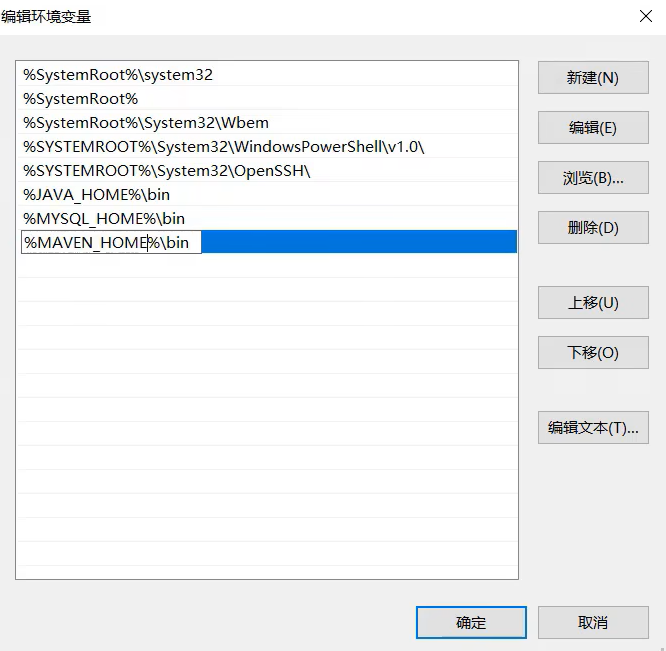 编辑环境变量
%SystemRoot%\system32
%SystemRoot%
%SystemRoot%\System32\Wbem
%SYSTEMROOT%\System32\WindowsPowerShell\v1.0\
%SYSTEMROOT%\System32\OpenSSH\
%JAVA_HOME%\bin
%MYSQL_HOME%\bin
%MAVEN_HOME%\bin
新建(N)
编辑(E)
浏览(B)...
删除(D)
上移(U)
下移(O)
编辑文本(T)...
确定
取消